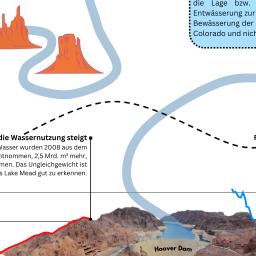 die Lage bzw.
Entwässerung zur
Bewässerung der
Colorado und nich
die Wassernutzung steigt
Wasser wurden 2008 aus dem
ntnommen, 2,5 Mrd. m³ mehr,
men. Das Ungleichgewicht ist
s Lake Mead gut zu erkennen.
Hoover Dam